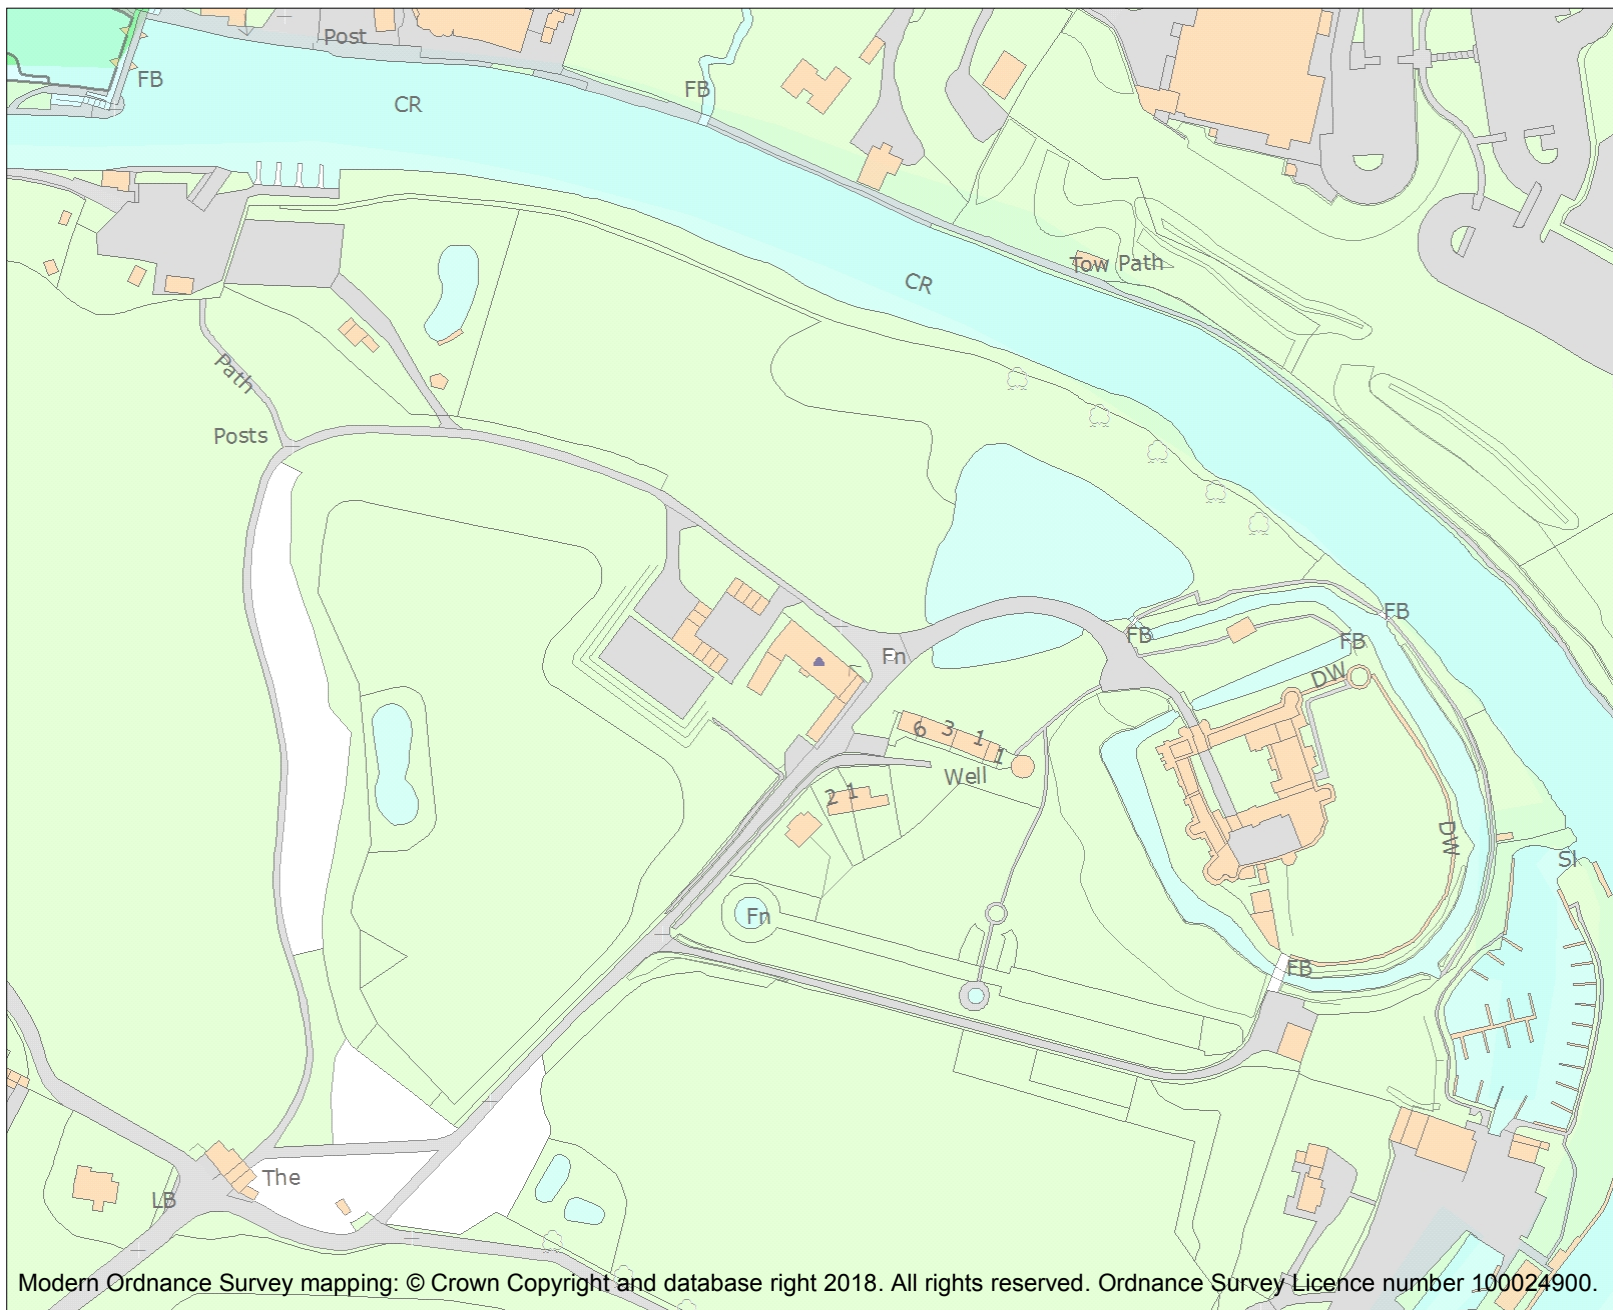 Post
FB
FB
CR
Tow Path
CR
Path
Posts
FB
FB
FB
Fn
DW
6 3 1 1
Well
2 1
DW
SI
Fn
FB
The
LB
Modern Ordnance Survey mapping: © Crown Copyright and database right 2018. All rights reserved. Ordnance Survey Licence number 100024900.